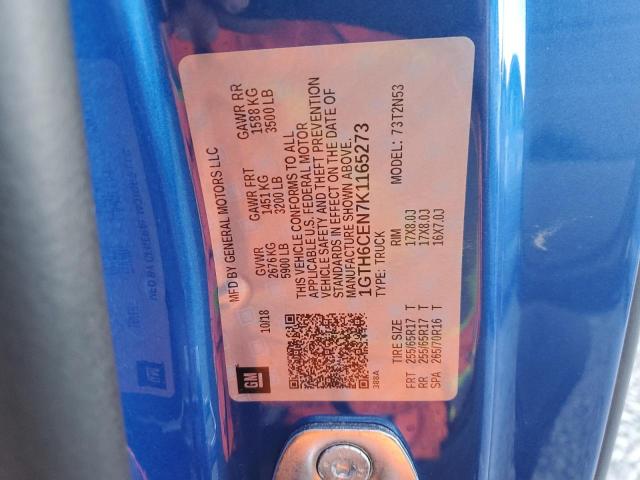 MFD BY GENERAL MOTORS LLC
10/18
GM
GVWR
2676 KG
5900 LB
GAWR FRT
1451 KG
3200 LB
GAWR RR
1588 KG
3500 LB
THIS VEHICLE CONFORMS TO ALL
APPLICABLE U.S. FEDERAL MOTOR
VEHICLE SAFETY AND THEFT PREVENTION
STANDARDS IN EFFECT ON THE DATE OF
MANUFACTURE SHOWN ABOVE.
1GTH6CEN7K1165273
TYPE: TRUCK
MODEL: 73T2N53
388A
TIRE SIZE RIM
FRT 255/65R17 T 17X8.0J
RR 255/65R17 T 17X8.0J
SPA 265/70R16 T 16X7.0J